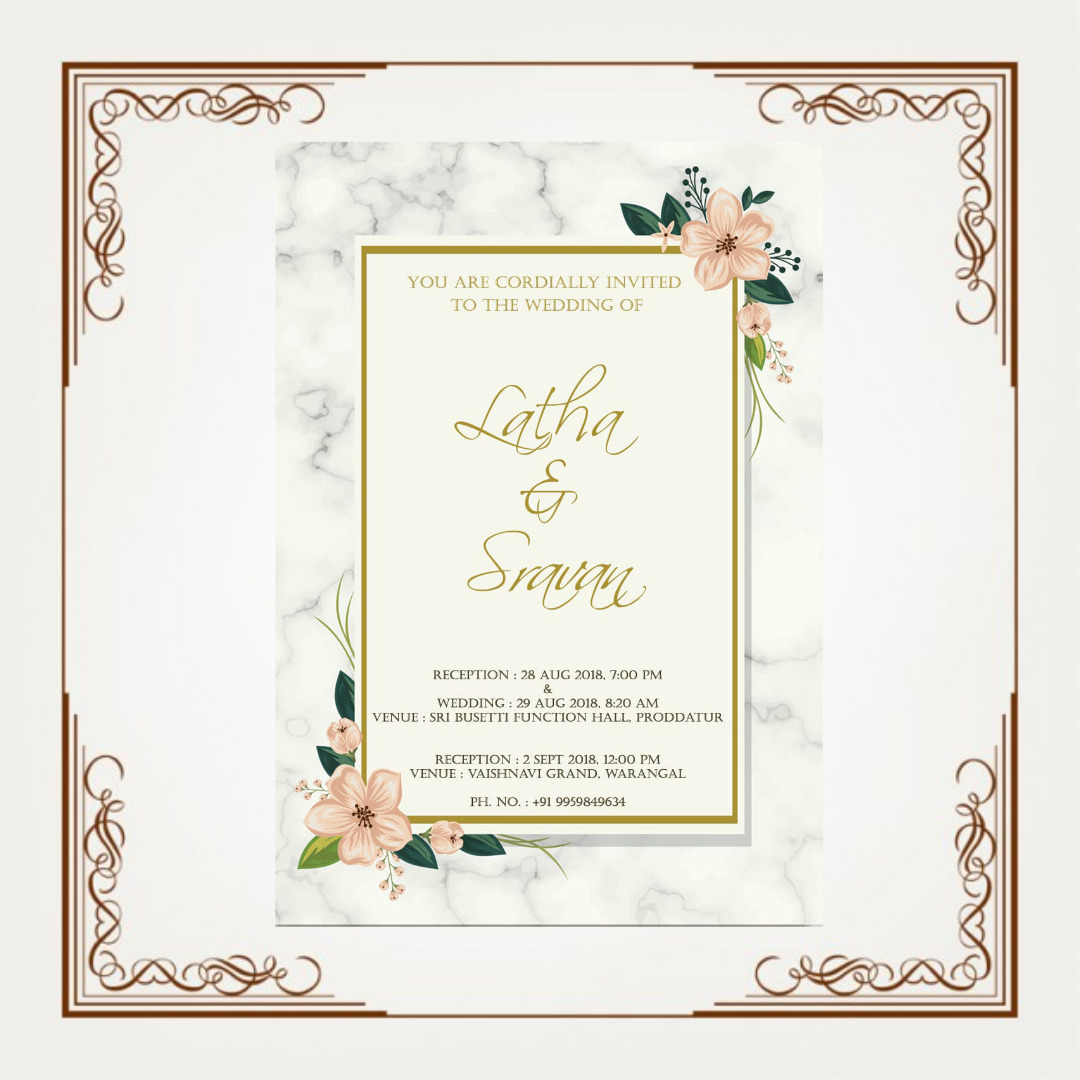 YOU ARE CORDIALLY INVITED
TO THE WEDDING OF
Latha
&
Sravan
RECEPTION : 28 AUG 2018, 7:00 PM
&
WEDDING : 29 AUG 2018, 8:20 AM
VENUE : SRI BUSETTI FUNCTION HALL, PRODDATUR
RECEPTION : 2 SEPT 2018, 12:00 PM
VENUE : VAISHNAVI GRAND, WARANGAL
PH. NO. : +91 9959849634